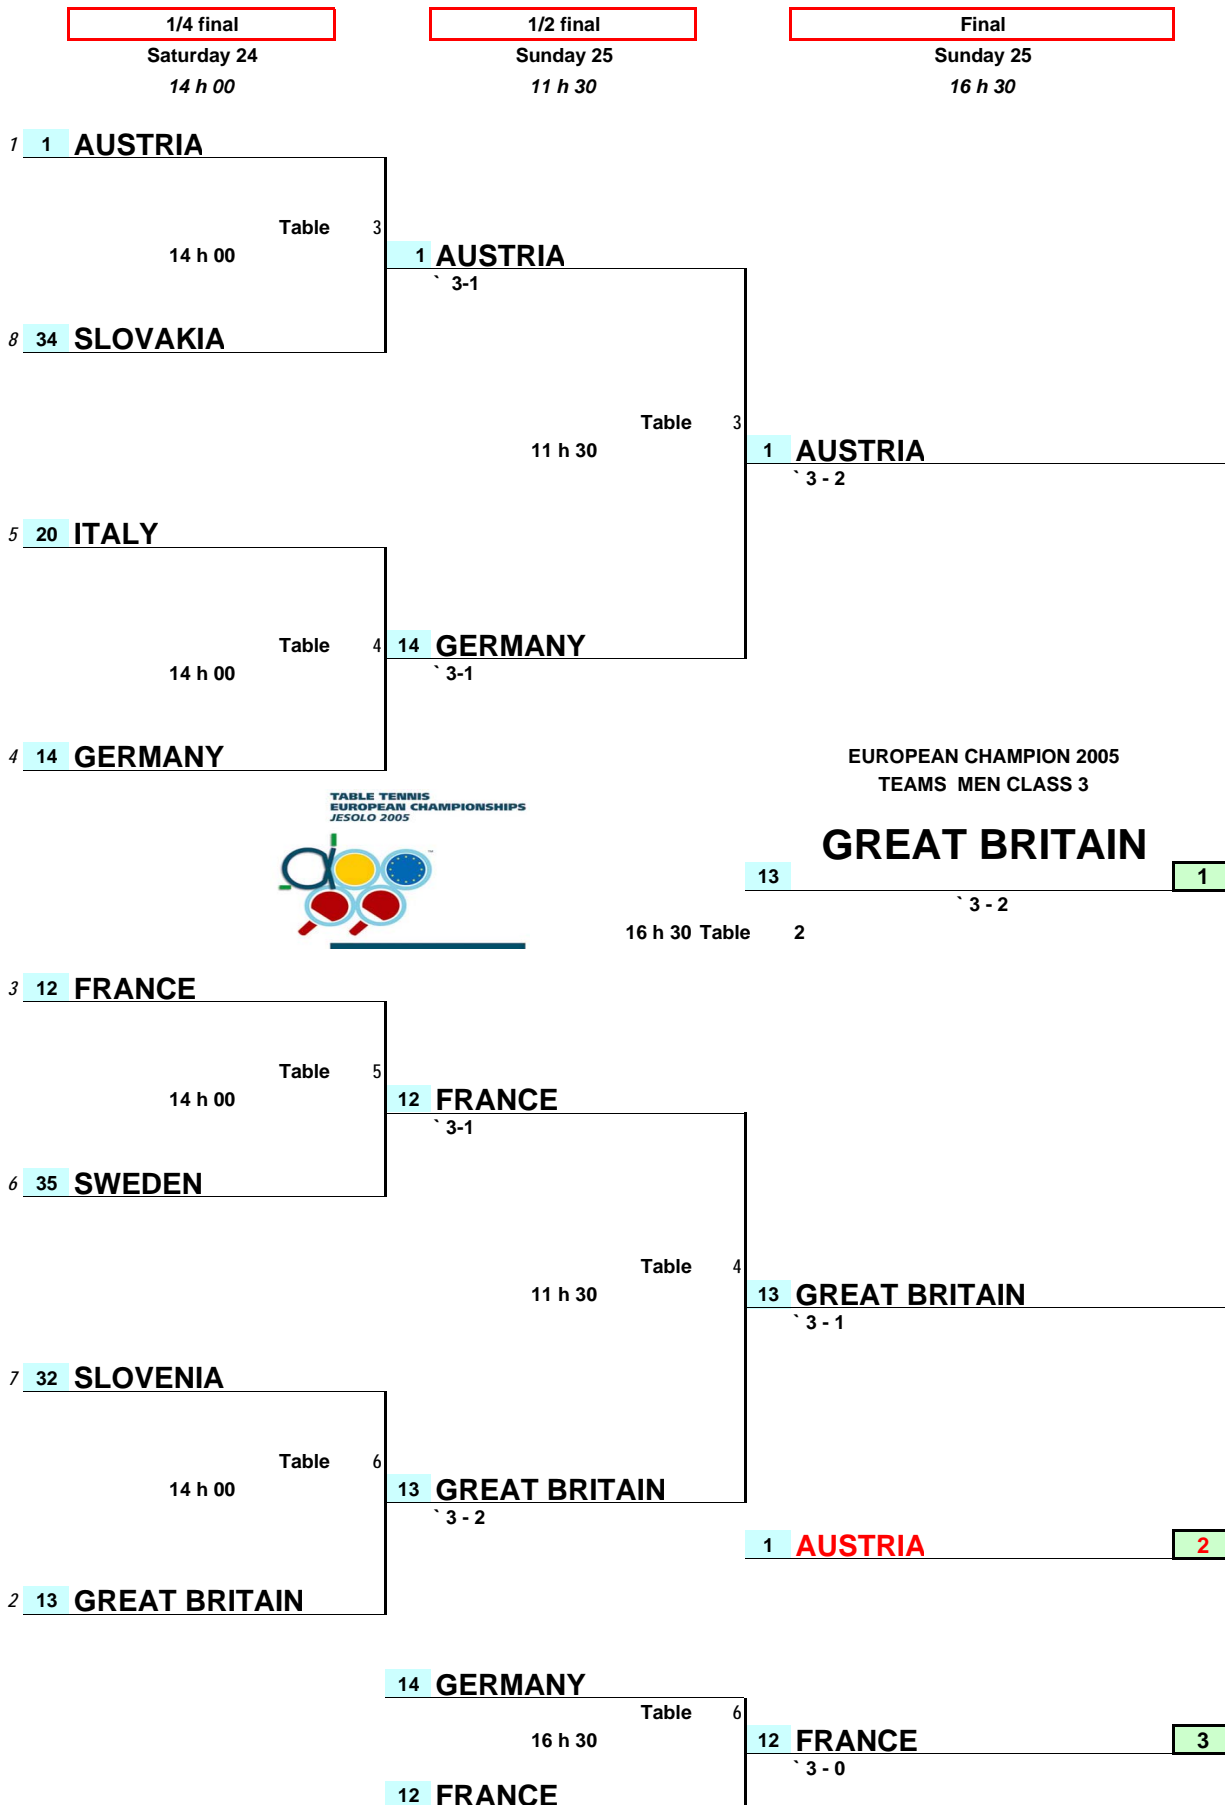 1/4 final 1/2 final Final
Saturday 24 Sunday 25 Sunday 25
14 h 00 11 h 30 16 h 30
1 1 AUSTRIA
Table 3
14 h 00 1 AUSTRIA
` 3-1
8 34 SLOVAKIA
Table 3
11 h 30 1 AUSTRIA
` 3 - 2
5 20 ITALY
Table 4 14 GERMANY
14 h 00 ` 3-1
4 14 GERMANY EUROPEAN CHAMPION 2005
TEAMS MEN CLASS 3
TABLE TENNIS
EUROPEAN CHAMPIONSHIPS
JESOLO 2005
GREAT BRITAIN
13 1
` 3 - 2
16 h 30 Table 2
3 12 FRANCE
Table 5
14 h 00 12 FRANCE
` 3-1
6 35 SWEDEN
Table 4
11 h 30 13 GREAT BRITAIN
` 3 - 1
7 32 SLOVENIA
Table 6
14 h 00 13 GREAT BRITAIN
` 3 - 2
1 AUSTRIA 2
2 13 GREAT BRITAIN
14 GERMANY
Table 6
16 h 30 12 FRANCE 3
` 3 - 0
12 FRANCE